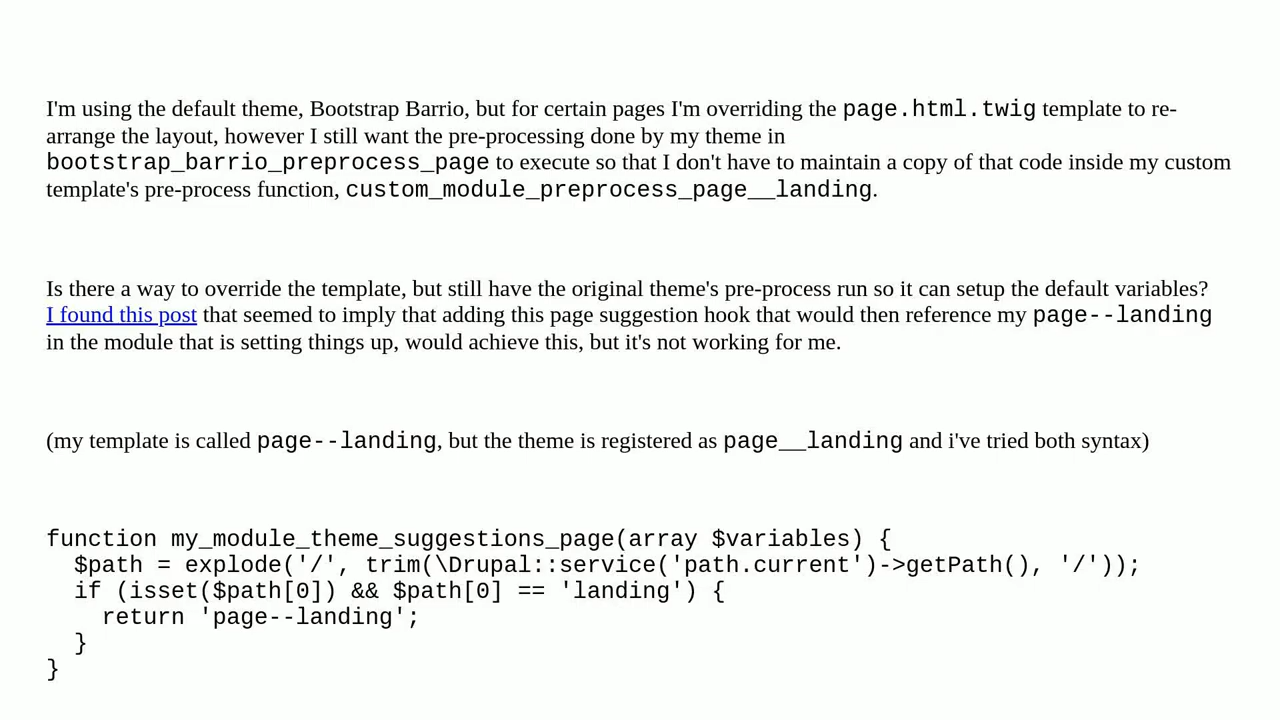 I'm using the default theme, Bootstrap Barrio, but for certain pages I'm overriding the page.html.twig template to re-
arrange the layout, however I still want the pre-processing done by my theme in
bootstrap_barrio_preprocess_page to execute so that I don't have to maintain a copy of that code inside my custom
template's pre-process function, custom_module_preprocess_page__landing.
Is there a way to override the template, but still have the original theme's pre-process run so it can setup the default variables?
I found this post that seemed to imply that adding this page suggestion hook that would then reference my page--landing
in the module that is setting things up, would achieve this, but it's not working for me.
(my template is called page--landing, but the theme is registered as page__landing and i've tried both syntax)
function my_module_theme_suggestions_page(array $variables) {
  $path = explode('/', trim(\Drupal::service('path.current')->getPath(), '/'));
  if (isset($path[0]) && $path[0] == 'landing') {
    return 'page--landing';
  }
}